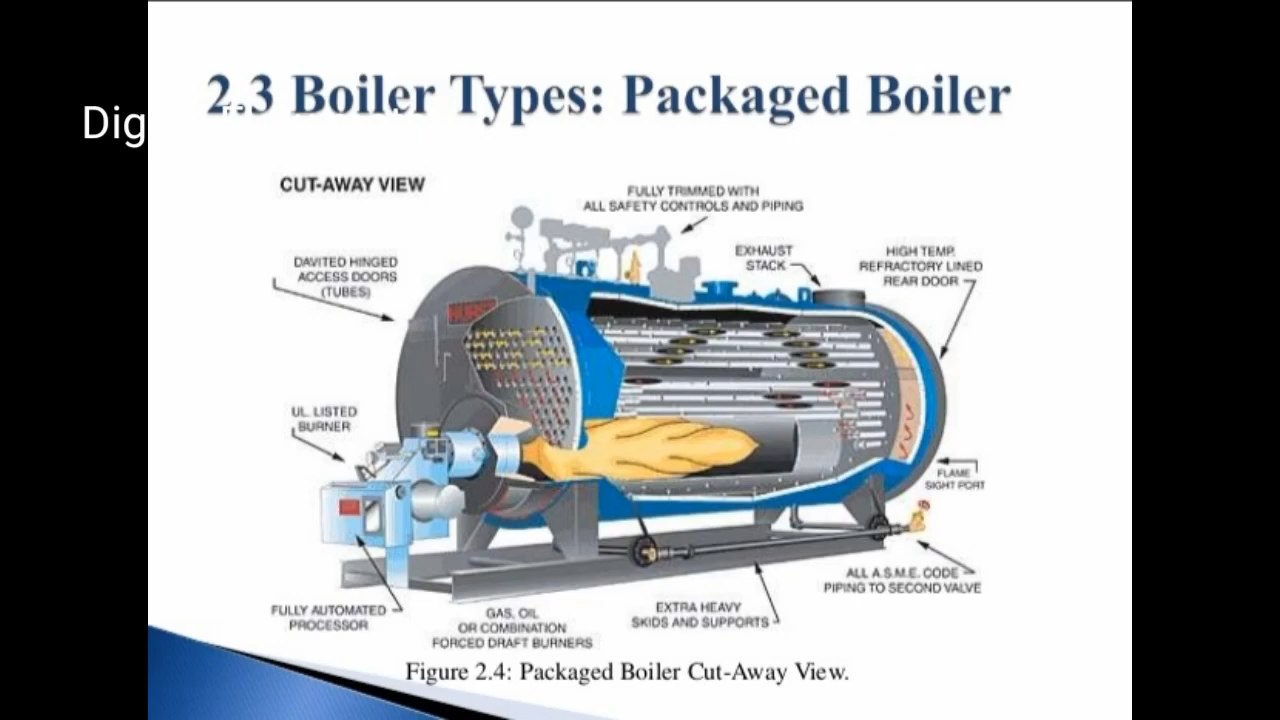 2.3 Boiler Types: Packaged Boiler
Dig
CUT-AWAY VIEW
FULLY TRIMMED WITH
ALL SAFETY CONTROLS AND PIPING
DAVITED HINGED
ACCESS DOORS
(TUBES)
EXHAUST
STACK
HIGH TEMP.
REFRACTORY LINED
REAR DOOR
HURST
UL. LISTED
BURNER
FLAME
SIGHT PORT
ALL A.S.M.E. CODE
PIPING TO SECOND VALVE
FULLY AUTOMATED
PROCESSOR
GAS, OIL
OR COMBINATION
FORCED DRAFT BURNERS
EXTRA HEAVY
SKIDS AND SUPPORTS
Figure 2.4: Packaged Boiler Cut-Away View.